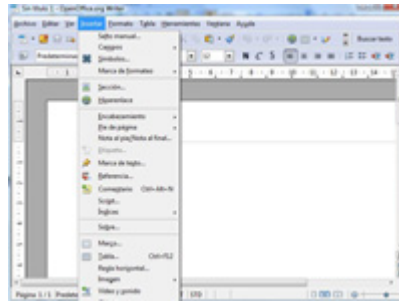 Sin título 1 - OpenOffice.org Writer
Archivo Editar Ver Insertar Formato Tabla Herramientas Ventana Ayuda
Salto manual...
Campos
Símbolos...
Marca de formateo
Sección...
Hiperenlace
Encabezamiento
Pie de página
Nota al pie/Nota al final...
Etiqueta...
Marca de texto...
Referencia...
Comentario Ctrl+Alt+N
Script...
Índices
Sobre...
Marco...
Tabla... Ctrl+F12
Regla horizontal...
Imagen
Vídeo y sonido
Buscar texto
N C S
Página 1 / 1
STD